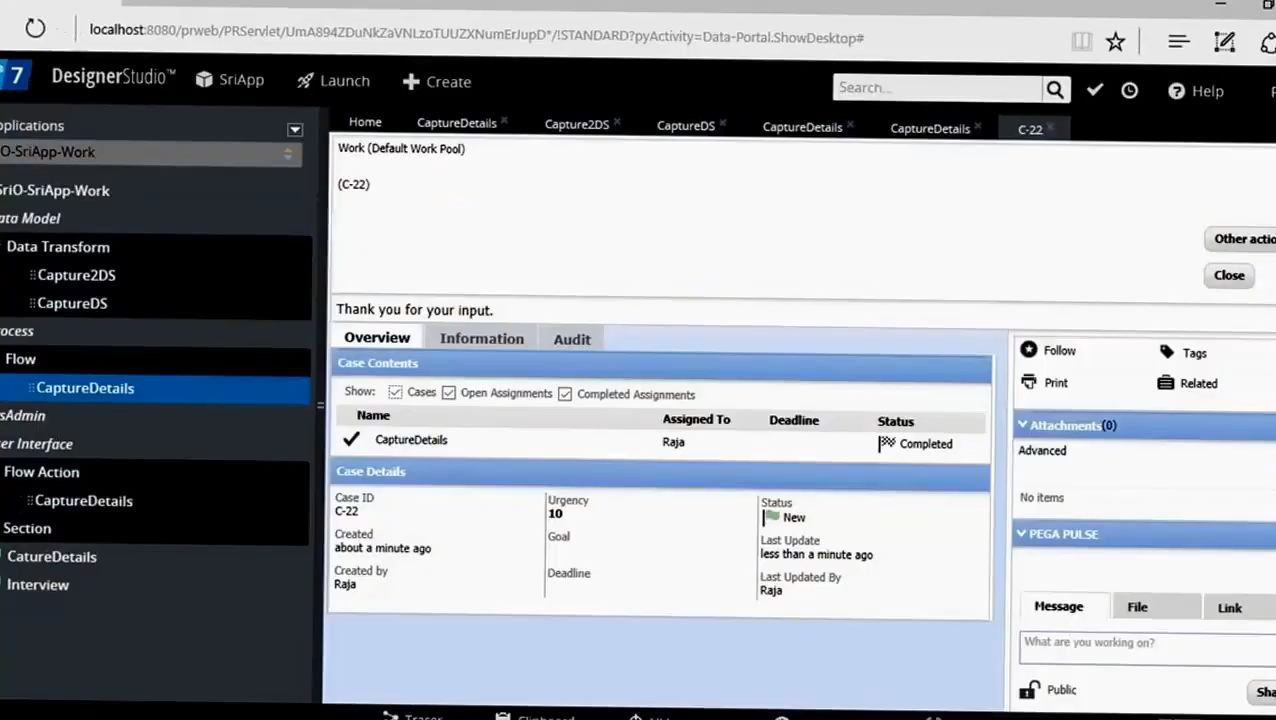 localhost:8080/prweb/PRServlet/UmA894ZDuNkZaVNLzoTUUZXNumErJupD*/!STANDARD?pyActivity=Data-Portal.ShowDesktop#
7 DesignerStudio™ SriApp Launch Create Search... Help
pplications
O-SriApp-Work
SriO-SriApp-Work
ata Model
Data Transform
Capture2DS
CaptureDS
rocess
Flow
CaptureDetails
sAdmin
ser Interface
Flow Action
CaptureDetails
Section
CatureDetails
Interview
Home CaptureDetails Capture2DS CaptureDS CaptureDetails CaptureDetails C-22
Work (Default Work Pool)
(C-22)
Other actio
Close
Thank you for your input.
Overview Information Audit
Case Contents
Show: Cases Open Assignments Completed Assignments
Name Assigned To Deadline Status
CaptureDetails Raja Completed
Case Details
Case ID
C-22
Created
about a minute ago
Created by
Raja
Urgency
10
Goal
Deadline
Status
New
Last Update
less than a minute ago
Last Updated By
Raja
Follow Tags
Print Related
Attachments(0)
Advanced
No items
PEGA PULSE
Message File Link
What are you working on?
Public Sha
Tracer Clipboard